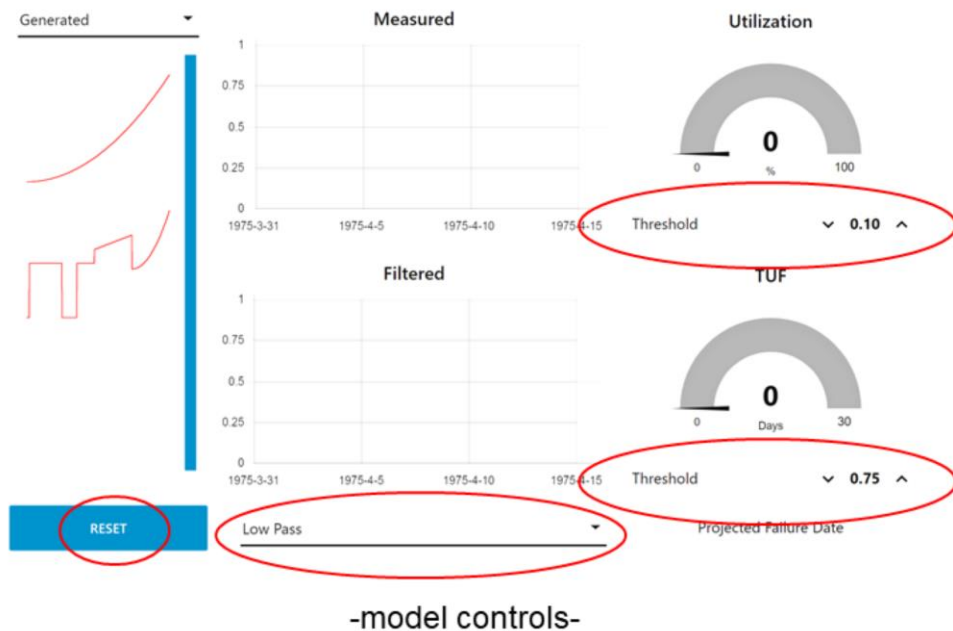 Generated
Measured
1
0.75
0.5
0.25
0
1975-3-31 1975-4-5 1975-4-10 1975-4-15
Utilization
0
%
0 100
Threshold 0.10
Filtered
1
0.75
0.5
0.25
0
1975-3-31 1975-4-5 1975-4-10 1975-4-15
TUF
0
Days
0 30
Threshold 0.75
RESET
Low Pass
Projected Failure Date
-model controls-